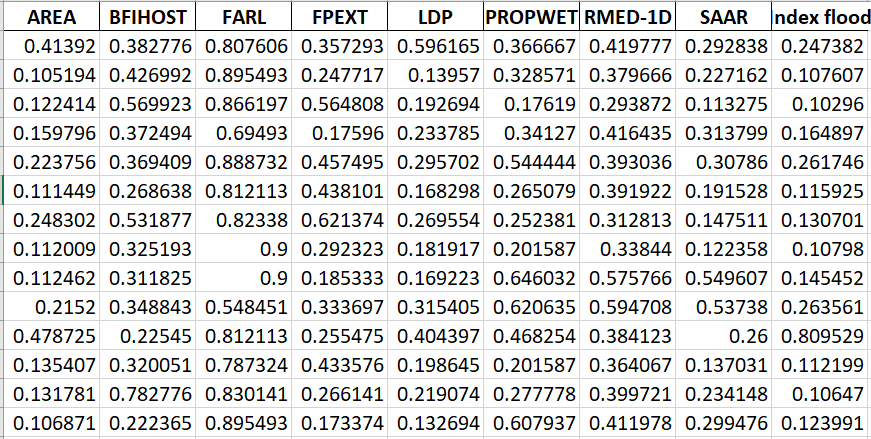 AREA BFIHOST FARL FPEXT LDP PROPWET RMED-1D SAAR ndex flood
0.41392 0.382776 0.807606 0.357293 0.596165 0.366667 0.419777 0.292838 0.247382
0.105194 0.426992 0.895493 0.247717 0.13957 0.328571 0.379666 0.227162 0.107607
0.122414 0.569923 0.866197 0.564808 0.192694 0.17619 0.293872 0.113275 0.10296
0.159796 0.372494 0.69493 0.17596 0.233785 0.34127 0.416435 0.313799 0.164897
0.223756 0.369409 0.888732 0.457495 0.295702 0.544444 0.393036 0.30786 0.261746
0.111449 0.268638 0.812113 0.438101 0.168298 0.265079 0.391922 0.191528 0.115925
0.248302 0.531877 0.82338 0.621374 0.269554 0.252381 0.312813 0.147511 0.130701
0.112009 0.325193 0.9 0.292323 0.181917 0.201587 0.33844 0.122358 0.10798
0.112462 0.311825 0.9 0.185333 0.169223 0.646032 0.575766 0.549607 0.145452
0.2152 0.348843 0.548451 0.333697 0.315405 0.620635 0.594708 0.53738 0.263561
0.478725 0.22545 0.812113 0.255475 0.404397 0.468254 0.384123 0.26 0.809529
0.135407 0.320051 0.787324 0.433576 0.198645 0.201587 0.364067 0.137031 0.112199
0.131781 0.782776 0.830141 0.266141 0.219074 0.277778 0.399721 0.234148 0.10647
0.106871 0.222365 0.895493 0.173374 0.132694 0.607937 0.411978 0.299476 0.123991